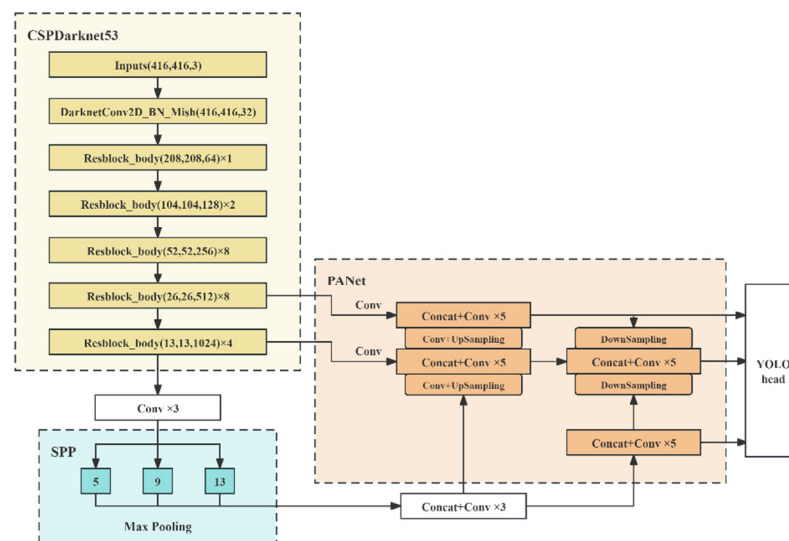 CSPDarknet53
Inputs(416,416,3)
DarknetConv2D_BN_Mish(416,416,32)
Resblock_body(208,208,64)×1
Resblock_body(104,104,128)×2
Resblock_body(52,52,256)×8
Resblock_body(26,26,512)×8
Resblock_body(13,13,1024)×4
Conv ×3
SPP
5
9
13
Max Pooling
PANet
Conv
Concat+Conv ×5
Conv+UpSampling
DownSampling
Conv
Concat+Conv ×5
Concat+Conv ×5
Conv+UpSampling
DownSampling
Concat+Conv ×5
Concat+Conv ×3
YOLO
head